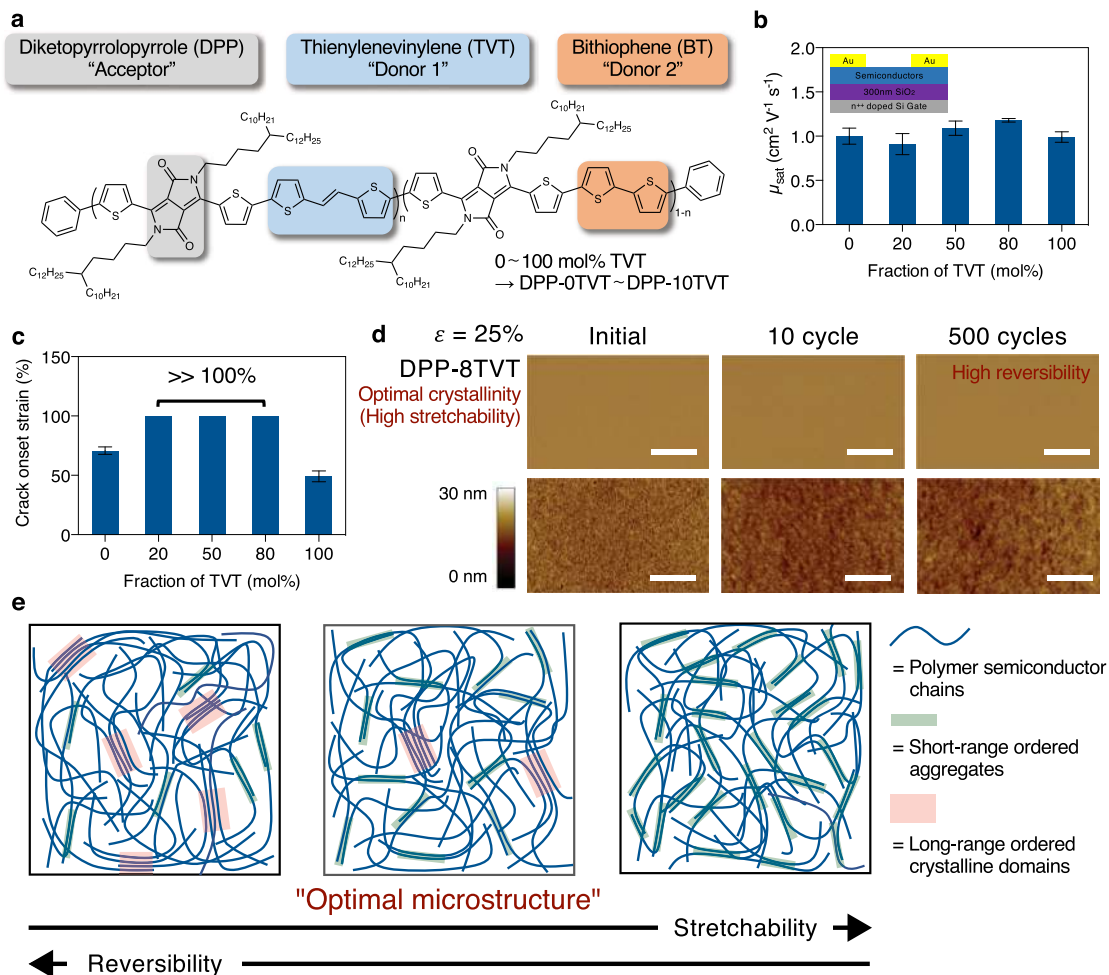 a
Diketopyrrolopyrrole (DPP)
“Acceptor”
Thienylenevinylene (TVT)
“Donor 1”
Bithiophene (BT)
“Donor 2”
C10H21
C12H25
C10H21
C12H25
O
N
S
S
S
S
n
N
O
O
N
S
S
S
S
1-n
N
O
C12H25
C10H21
C12H25
C10H21
0~100 mol% TVT
→ DPP-0TVT~DPP-10TVT
b
μsat (cm2 V-1 s-1)
2.0
1.5
1.0
0.5
0.0
Au
Au
Semiconductors
300nm SiO2
n++ doped Si Gate
0
20
50
80
100
Fraction of TVT (mol%)
c
Crack onset strain (%)
150
100
50
0
>> 100%
0
20
50
80
100
Fraction of TVT (mol%)
d
ε = 25%
Initial
10 cycle
500 cycles
DPP-8TVT
Optimal crystallinity
(High stretchability)
High reversibility
30 nm
0 nm
e
= Polymer semiconductor
chains
= Short-range ordered
aggregates
= Long-range ordered
crystalline domains
"Optimal microstructure"
Stretchability
Reversibility